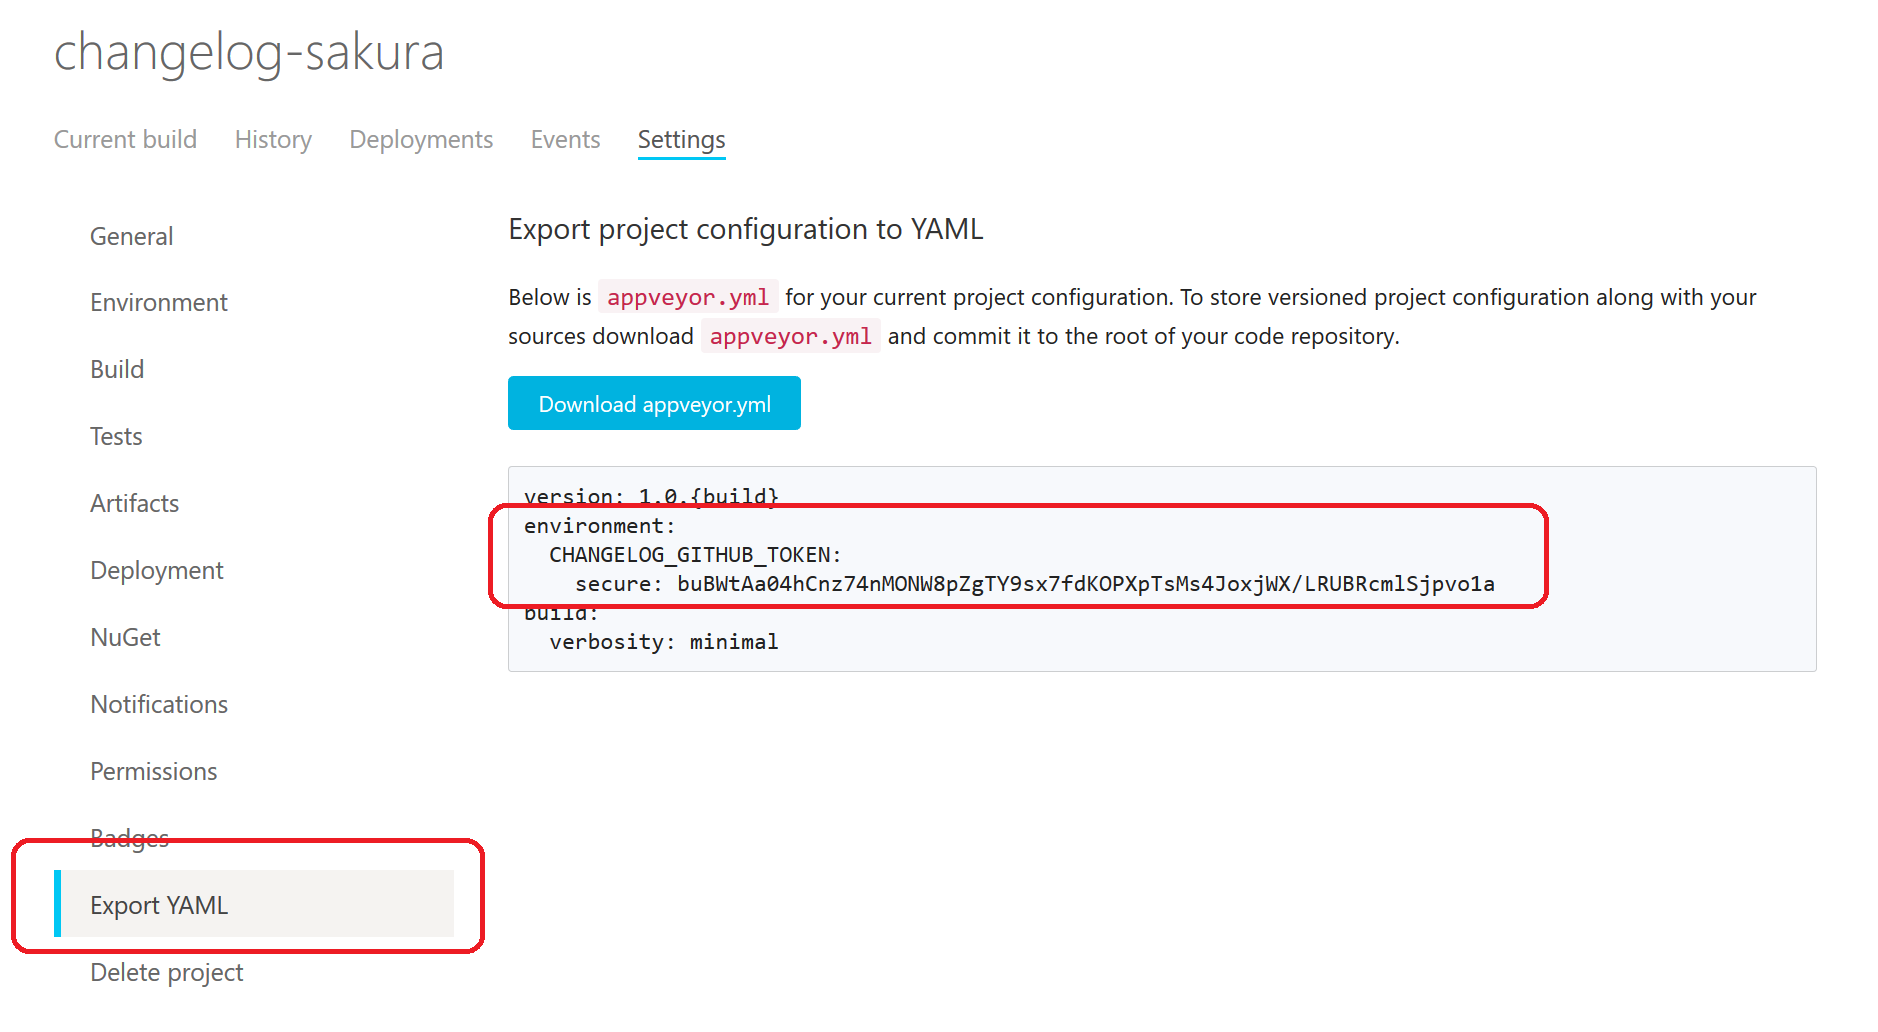 changelog-sakura
Current build History Deployments Events Settings
General
Environment
Build
Tests
Artifacts
Deployment
NuGet
Notifications
Permissions
Badges
Export YAML
Delete project
Export project configuration to YAML
Below is appveyor.yml for your current project configuration. To store versioned project configuration along with your
sources download appveyor.yml and commit it to the root of your code repository.
Download appveyor.yml
version: 1.0.{build}
environment:
  CHANGELOG_GITHUB_TOKEN:
    secure: buBWtAa04hCnz74nMONW8pZgTY9sx7fdKOPXpTsMs4JoxjWX/LRUBRcmlSjpvo1a
build:
  verbosity: minimal